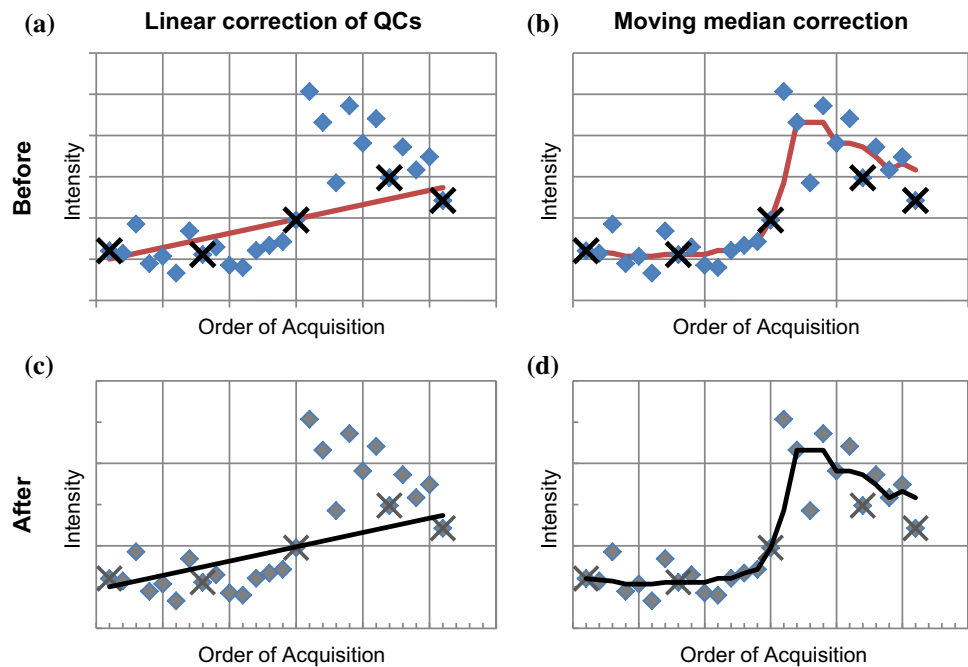 (a) Linear correction of QCs
(b) Moving median correction
Before
Intensity
Intensity
Order of Acquisition
Order of Acquisition
(c)
(d)
After
Intensity
Intensity
Order of Acquisition
Order of Acquisition